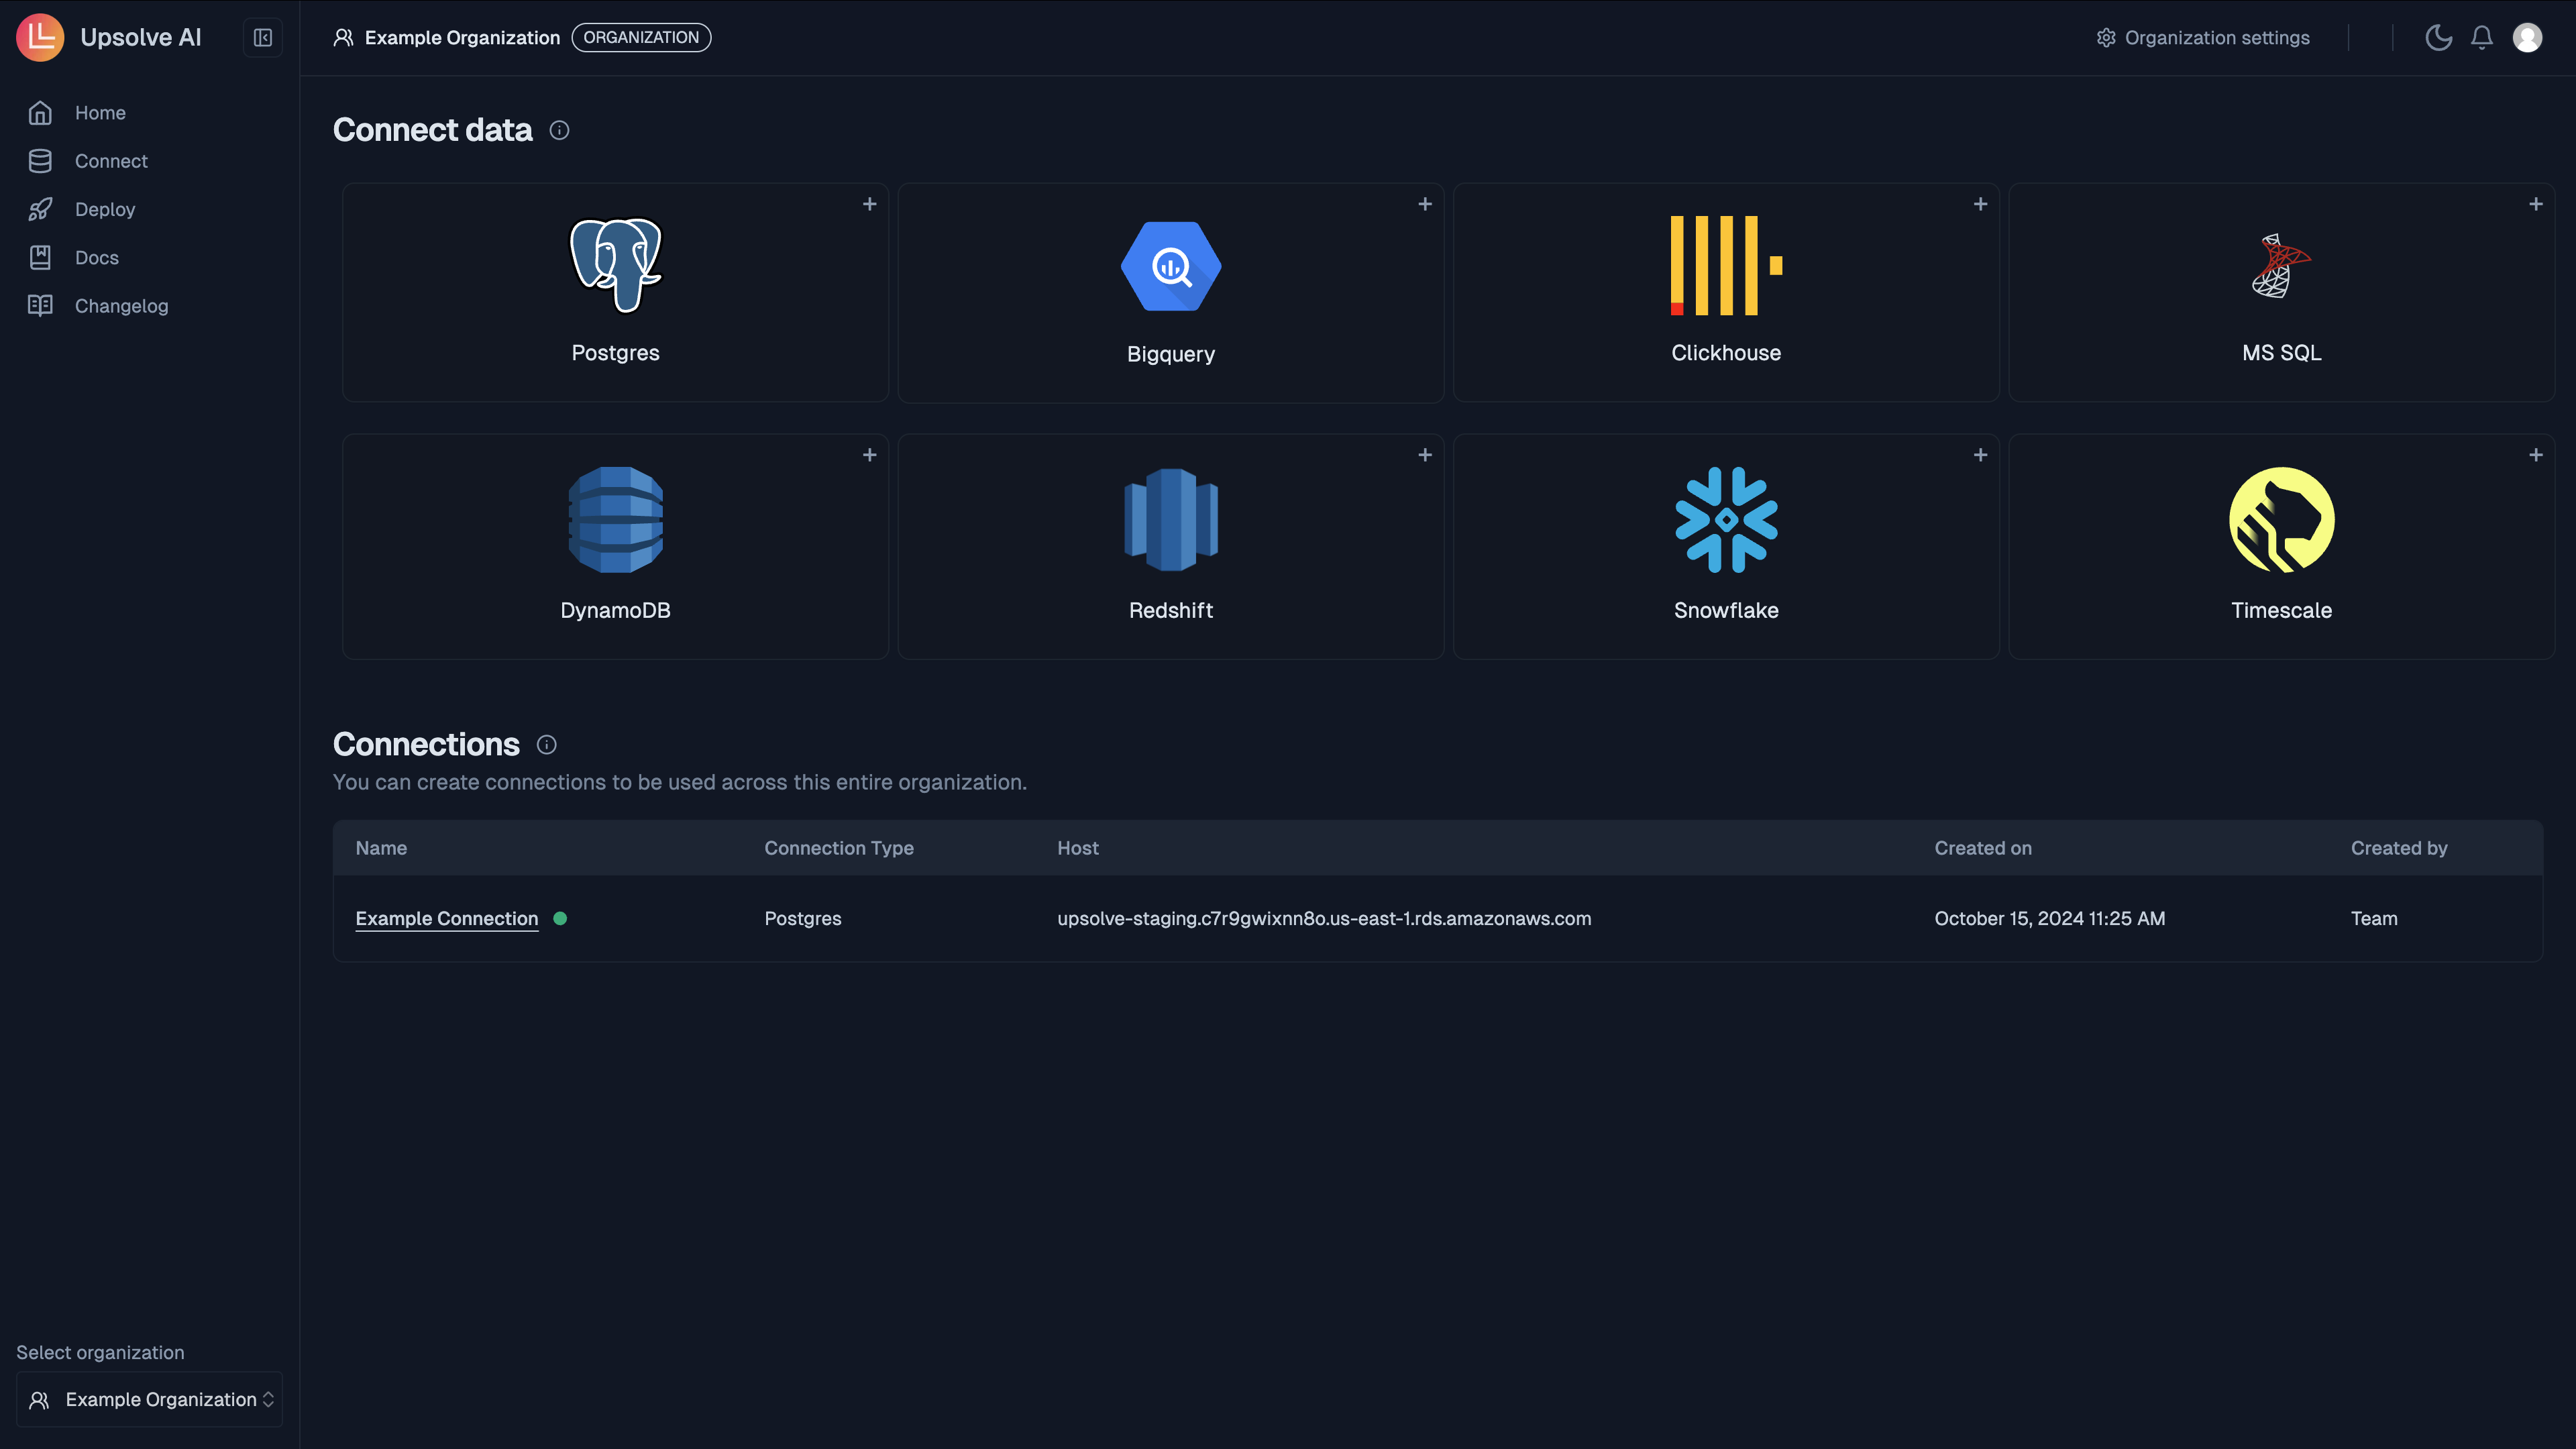 Upsolve AI
Example Organization
ORGANIZATION
Organization settings
Home
Connect
Deploy
Docs
Changelog
Connect data
Postgres
Bigquery
Clickhouse
MS SQL
DynamoDB
Redshift
Snowflake
Timescale
Connections
You can create connections to be used across this entire organization.
Name Connection Type Host Created on Created by
Example Connection Postgres upsolve-staging.c7r9gwixnn8o.us-east-1.rds.amazonaws.com October 15, 2024 11:25 AM Team
Select organization
Example Organization